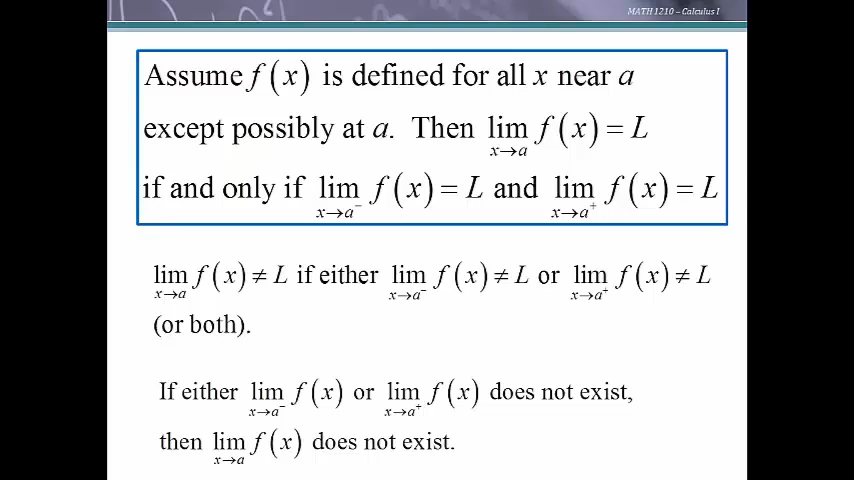 MATH 1210 – Calculus I
Assume f(x) is defined for all x near a
except possibly at a. Then lim_{x→a} f(x) = L
if and only if lim_{x→a⁻} f(x) = L and lim_{x→a⁺} f(x) = L
lim_{x→a} f(x) ≠ L if either lim_{x→a⁻} f(x) ≠ L or lim_{x→a⁺} f(x) ≠ L
(or both).
If either lim_{x→a⁻} f(x) or lim_{x→a⁺} f(x) does not exist,
then lim_{x→a} f(x) does not exist.